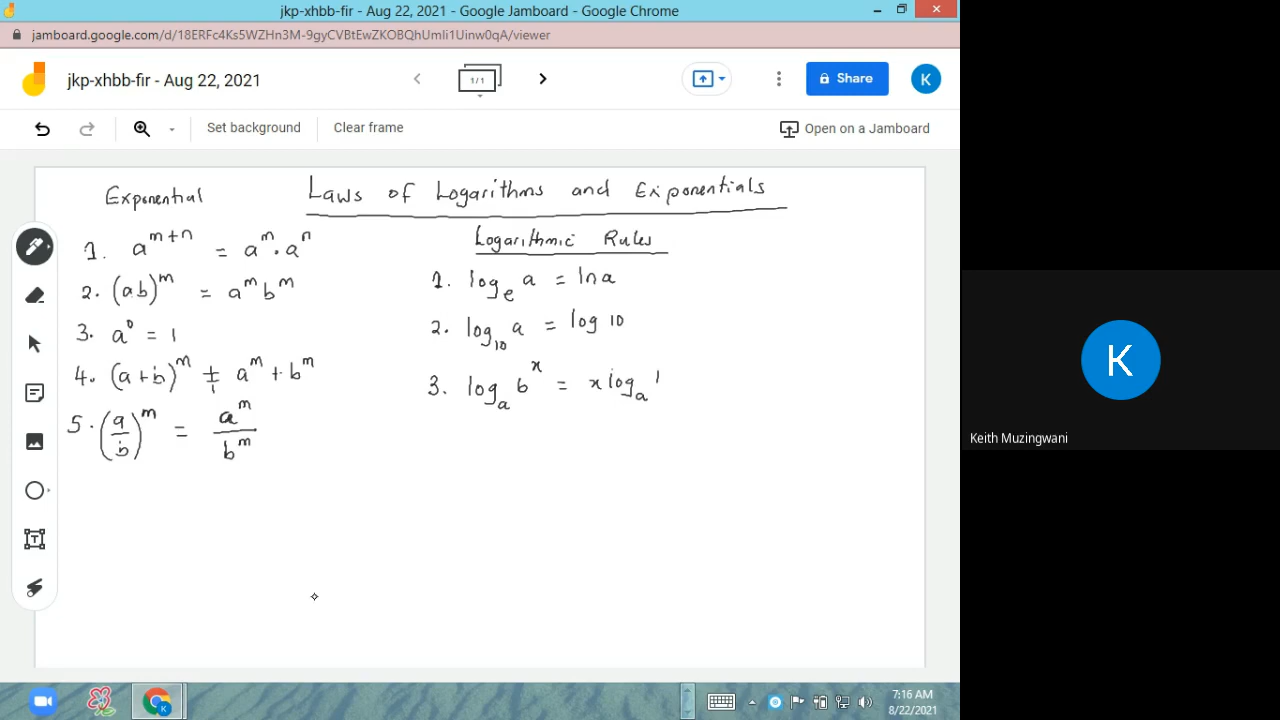 jkp-xhbb-fir - Aug 22, 2021 - Google Jamboard - Google Chrome
jamboard.google.com/d/18ERFc4Ks5WZHn3M-9gyCVBtEwZKOBQhUmli1Uinw0qA/viewer
jkp-xhbb-fir - Aug 22, 2021
1/1
Share
K
Set background
Clear frame
Open on a Jamboard
Laws of Logarithms and Exponentials
Exponential
1. a^{m+n} = a^m · a^n
2. (ab)^m = a^m b^m
3. a^0 = 1
4. (a+b)^m ≠ a^m + b^m
5. (a/b)^m = a^m / b^m
Logarithmic Rules
1. log_e a = ln a
2. log_10 a = log 10
3. log_a b^x = x log_a
K
Keith Muzingwani
7:16 AM
8/22/2021